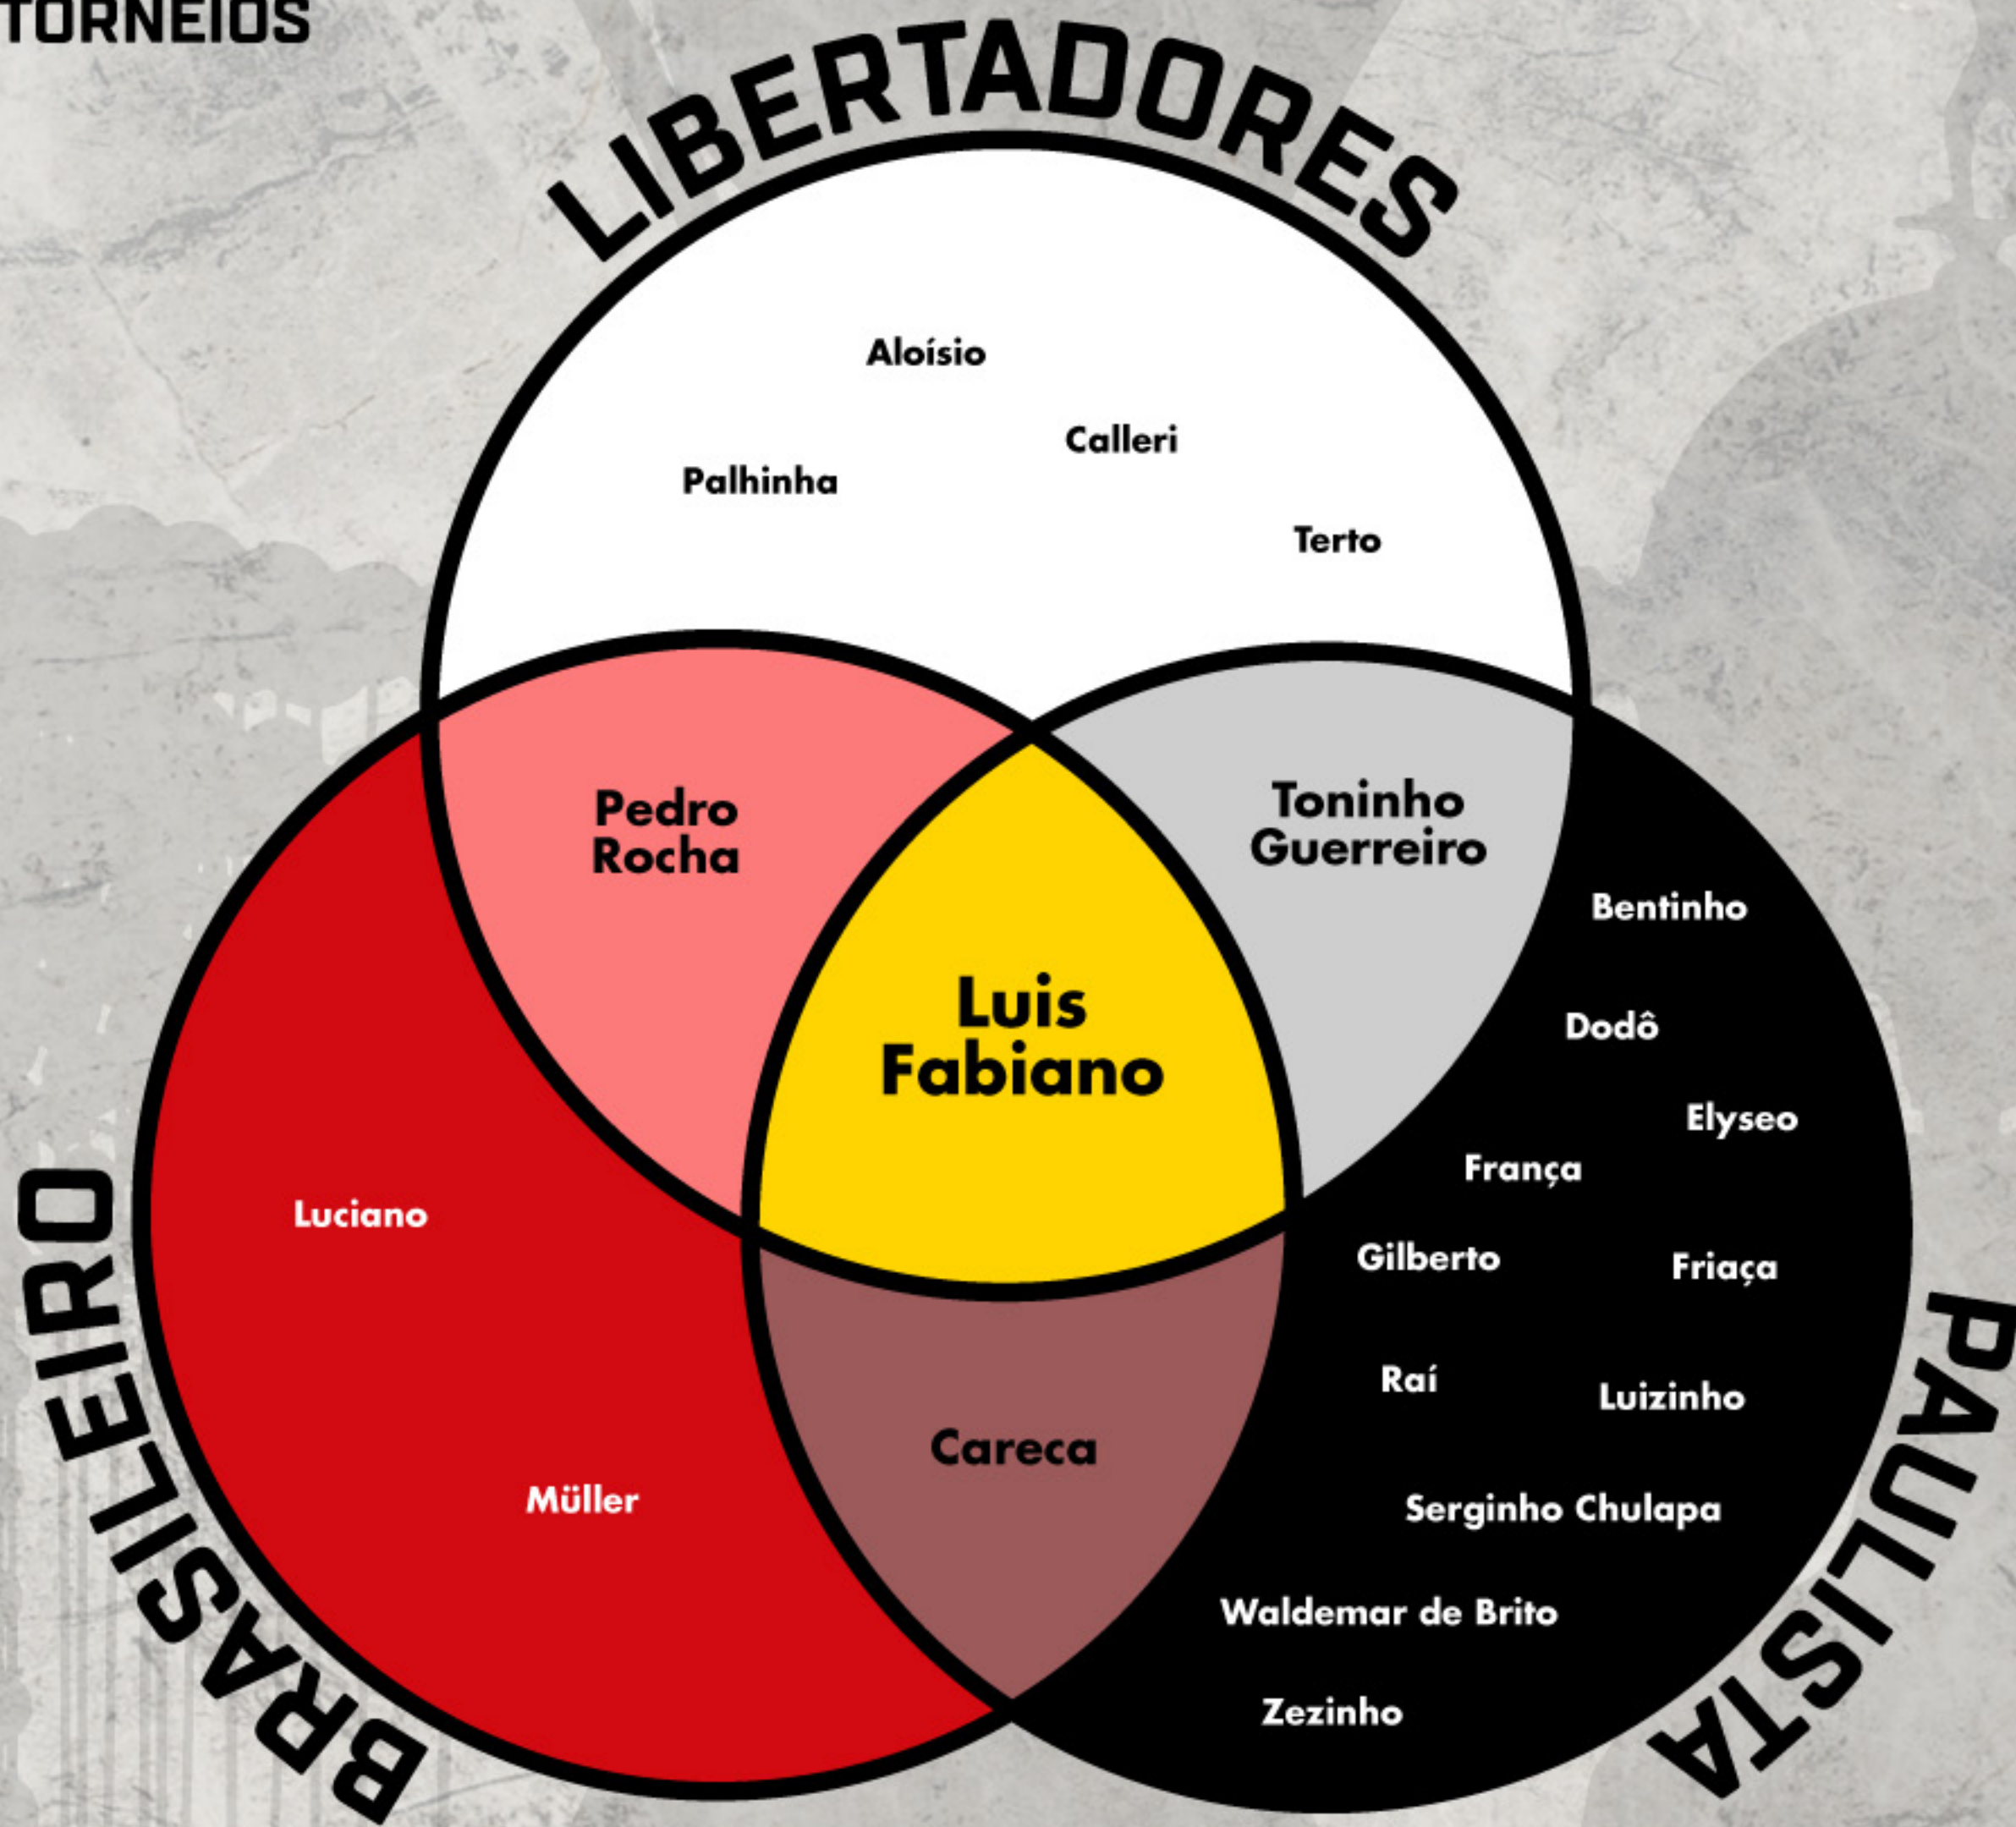 TORNEIOS
LIBERTADORES
Aloísio
Calleri
Palhinha
Terto
Pedro
Rocha
Toninho
Guerreiro
Bentinho
Luis
Fabiano
Dodô
Elyseo
França
Luciano
Gilberto
Friaça
Raí
Luizinho
Careca
Müller
Serginho Chulapa
Waldemar de Brito
Zezinho
BRASILEIRO
PAULISTA